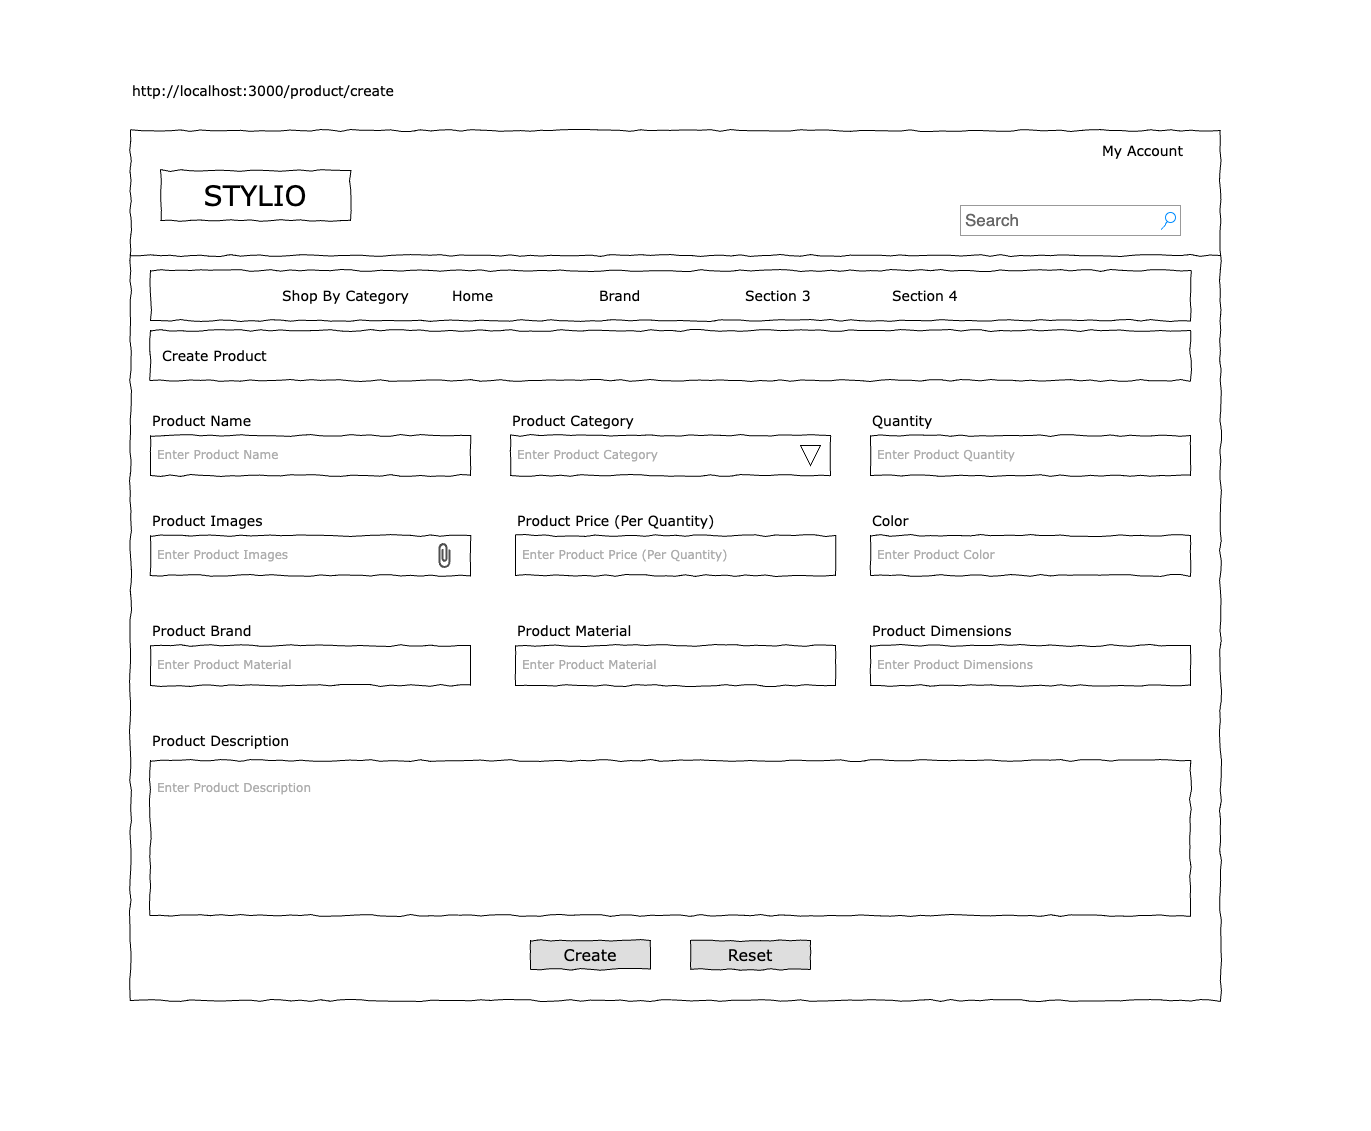 http://localhost:3000/product/create
My Account
STYLIO
Search
Shop By Category Home Brand Section 3 Section 4
Create Product
Product Name Product Category Quantity
Enter Product Name Enter Product Category Enter Product Quantity
Product Images Product Price (Per Quantity) Color
Enter Product Images Enter Product Price (Per Quantity) Enter Product Color
Product Brand Product Material Product Dimensions
Enter Product Material Enter Product Material Enter Product Dimensions
Product Description
Enter Product Description
Create Reset